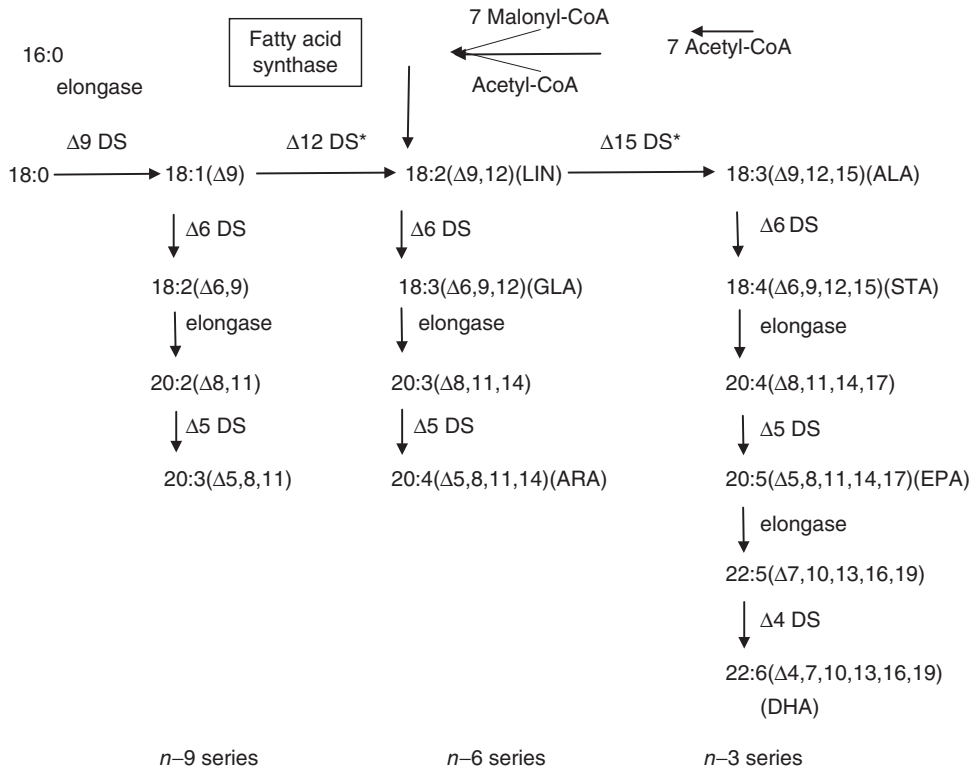 7 Malonyl-CoA
Fatty acid
synthase
16:0
7 Acetyl-CoA
elongase
Acetyl-CoA
Δ9 DS
Δ12 DS*
Δ15 DS*
18:0
18:1(Δ9)
18:2(Δ9,12)(LIN)
18:3(Δ9,12,15)(ALA)
Δ6 DS
Δ6 DS
Δ6 DS
18:2(Δ6,9)
18:3(Δ6,9,12)(GLA)
18:4(Δ6,9,12,15)(STA)
elongase
elongase
elongase
20:2(Δ8,11)
20:3(Δ8,11,14)
20:4(Δ8,11,14,17)
Δ5 DS
Δ5 DS
Δ5 DS
20:3(Δ5,8,11)
20:4(Δ5,8,11,14)(ARA)
20:5(Δ5,8,11,14,17)(EPA)
elongase
22:5(Δ7,10,13,16,19)
Δ4 DS
22:6(Δ4,7,10,13,16,19)
(DHA)
n–9 series
n–6 series
n–3 series